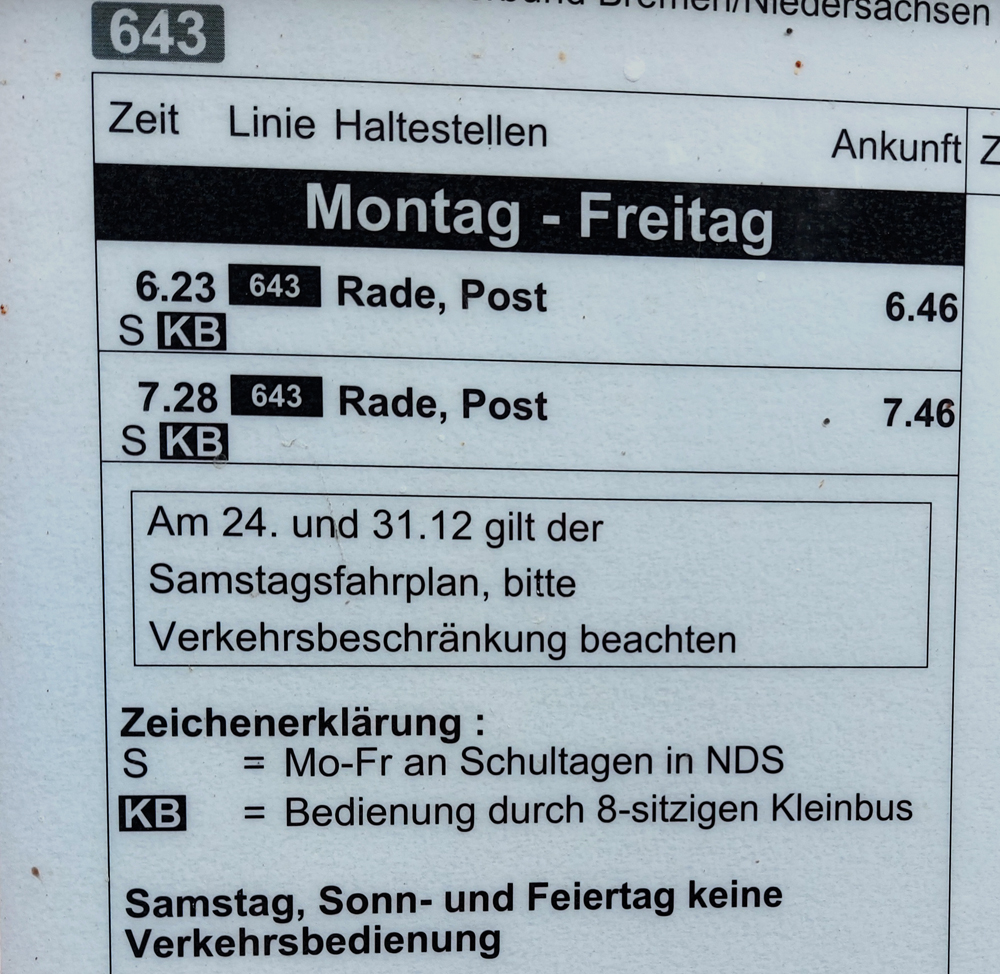 Bremen/Niedersachsen
643
Zeit Linie Haltestellen Ankunft
Montag - Freitag
6.23 643 Rade, Post 6.46
S KB
7.28 643 Rade, Post 7.46
S KB
Am 24. und 31.12 gilt der
Samstagsfahrplan, bitte
Verkehrsbeschränkung beachten
Zeichenerklärung :
S = Mo-Fr an Schultagen in NDS
KB = Bedienung durch 8-sitzigen Kleinbus
Samstag, Sonn- und Feiertag keine
Verkehrsbedienung